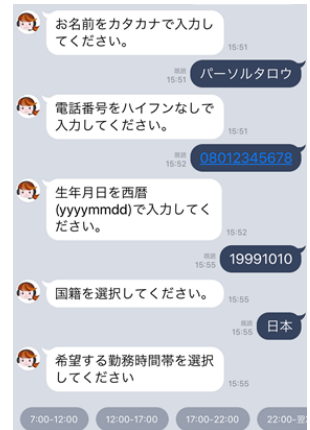 お名前をカタカナで入力し
てください。
15:51
既読
15:51
パーソルタロウ
電話番号をハイフンなしで
入力してください。
15:51
既読
15:52
08012345678
生年月日を西暦
(yyyymmdd)で入力してく
ださい。
15:52
既読
15:55
19991010
国籍を選択してください。
15:55
既読
15:55
日本
希望する勤務時間帯を選択
してください
15:55
7:00-12:00
12:00-17:00
17:00-22:00
22:00-翌